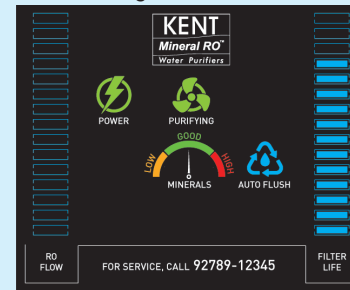 KENT
Mineral RO™
Water Purifiers
POWER
PURIFYING
LOW
GOOD
HIGH
MINERALS
AUTO FLUSH
RO
FLOW
FOR SERVICE, CALL 92789-12345
FILTER
LIFE